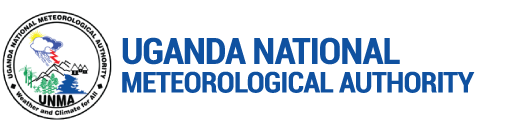 UGANDA NATIONAL METEOROLOGICAL AUTHORITY
UNMA
Weather and Climate for All
UGANDA NATIONAL
METEOROLOGICAL AUTHORITY